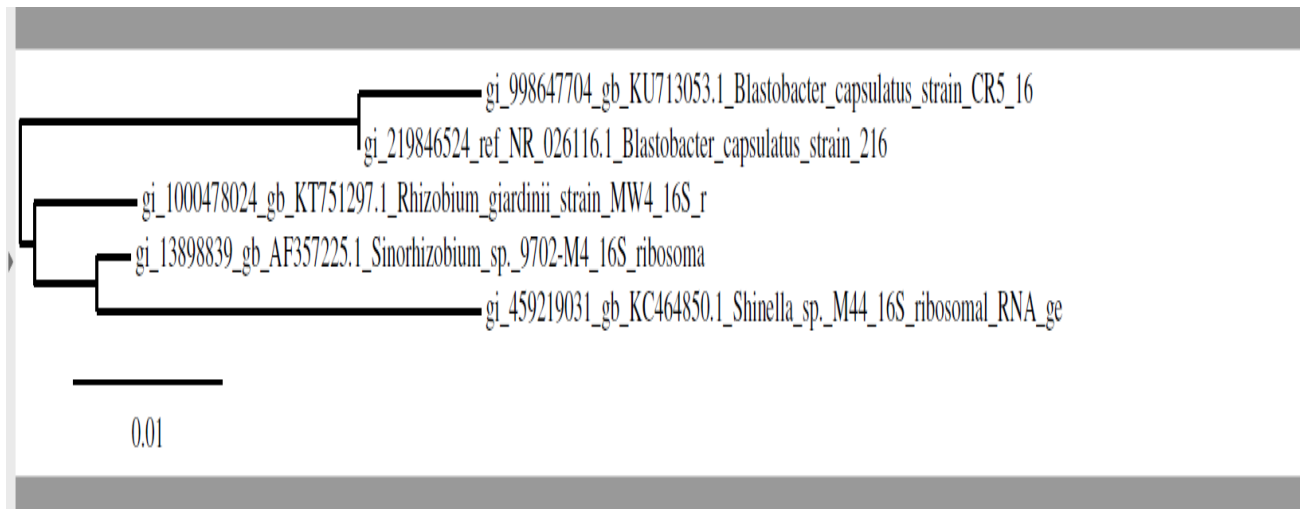 gi_998647704_gb_KU713053.1_Blastobacter_capsulatus_strain_CR5_16
gi_219846524_ref_NR_026116.1_Blastobacter_capsulatus_strain_216
gi_1000478024_gb_KT751297.1_Rhizobium_giardinii_strain_MW4_16S_r
gi_13898839_gb_AF357225.1_Sinorhizobium_sp._9702-M4_16S_ribosoma
gi_459219031_gb_KC464850.1_Shinella_sp._M44_16S_ribosomal_RNA_ge
0.01